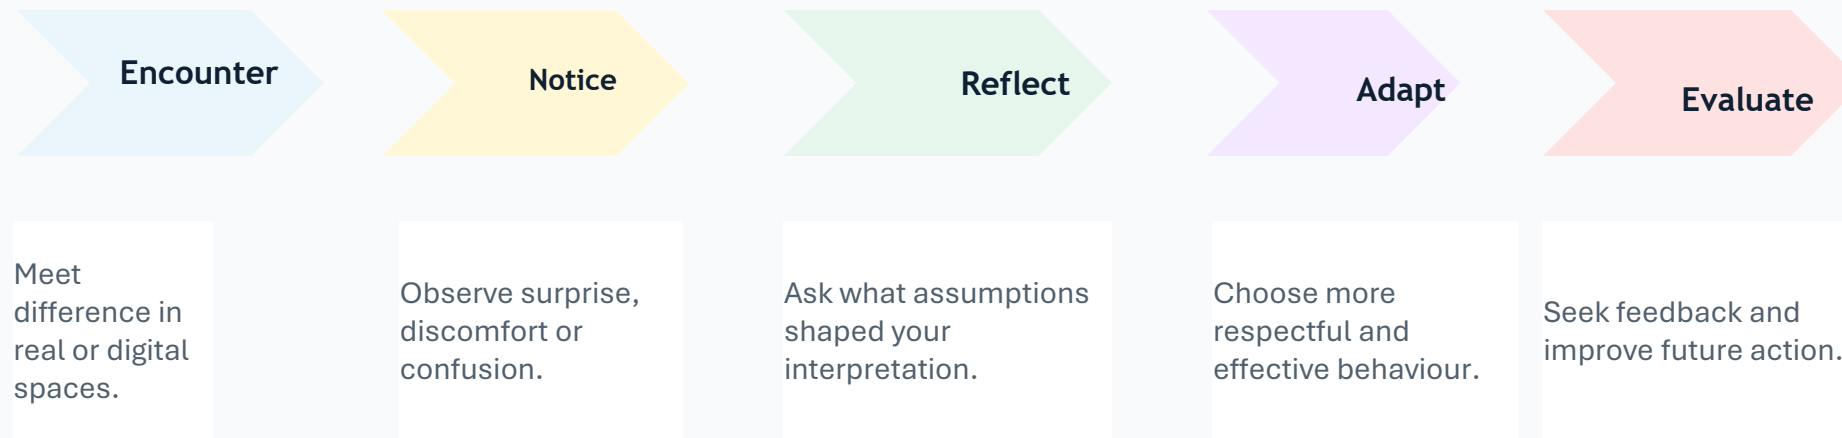 Encounter
Notice
Reflect
Adapt
Evaluate
Meet
difference in
real or digital
spaces.
Observe surprise,
discomfort or
confusion.
Ask what assumptions
shaped your
interpretation.
Choose more
respectful and
effective behaviour.
Seek feedback and
improve future action.